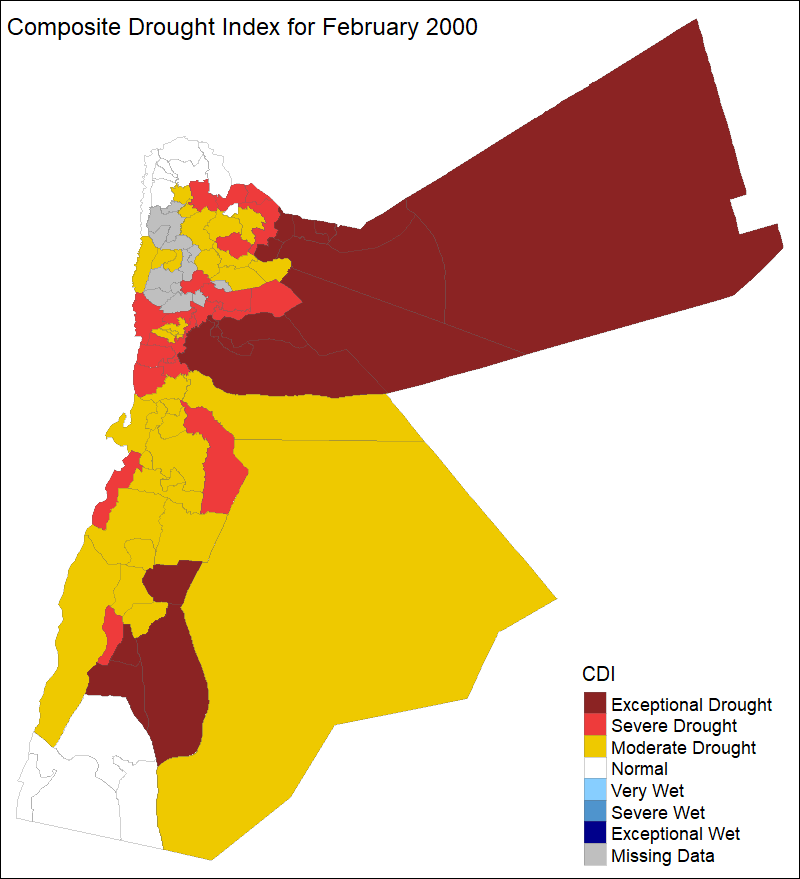 Composite Drought Index for February 2000
CDI
Exceptional Drought
Severe Drought
Moderate Drought
Normal
Very Wet
Severe Wet
Exceptional Wet
Missing Data